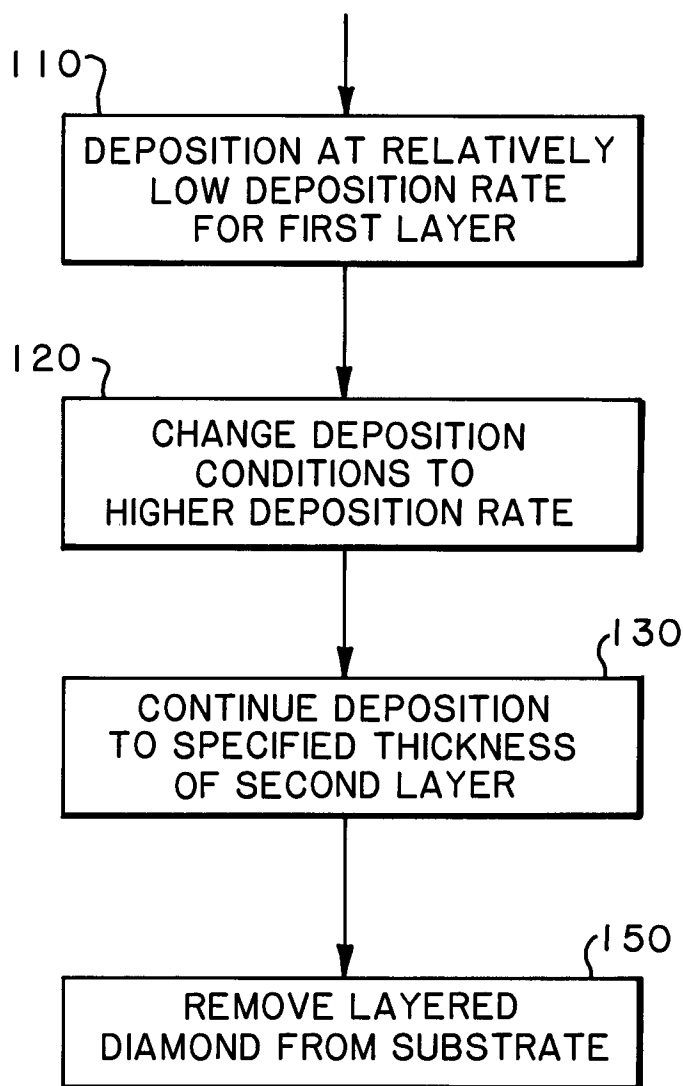 110
DEPOSITION AT RELATIVELY
LOW DEPOSITION RATE
FOR FIRST LAYER
120
CHANGE DEPOSITION
CONDITIONS TO
HIGHER DEPOSITION RATE
130
CONTINUE DEPOSITION
TO SPECIFIED THICKNESS
OF SECOND LAYER
150
REMOVE LAYERED
DIAMOND FROM SUBSTRATE